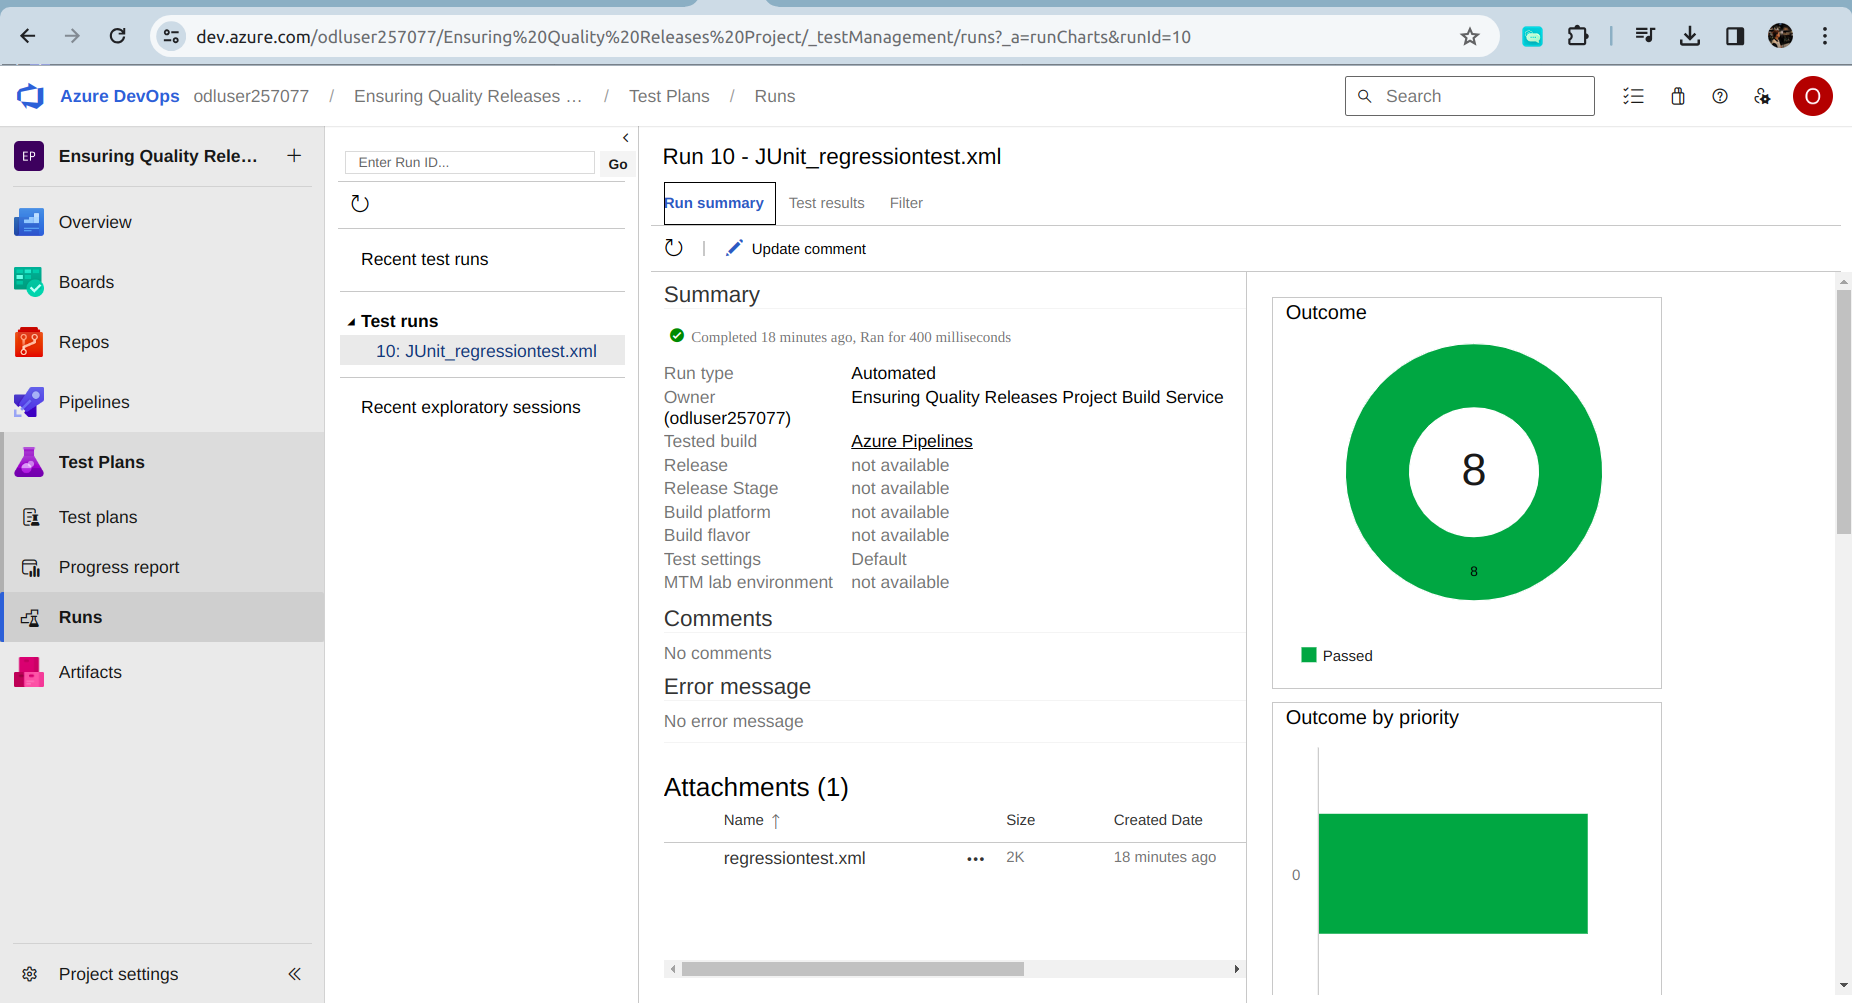 dev.azure.com/odluser257077/Ensuring%20Quality%20Releases%20Project/_testManagement/runs?_a=runCharts&runId=10
Azure DevOps odluser257077 / Ensuring Quality Releases … / Test Plans / Runs
Search
O
EP Ensuring Quality Rele…
Overview
Boards
Repos
Pipelines
Test Plans
Test plans
Progress report
Runs
Artifacts
Project settings
Enter Run ID...
Go
Recent test runs
Test runs
10: JUnit_regressiontest.xml
Recent exploratory sessions
Run 10 - JUnit_regressiontest.xml
Run summary Test results Filter
Update comment
Summary
Completed 18 minutes ago, Ran for 400 milliseconds
Run type Automated
Owner Ensuring Quality Releases Project Build Service
(odluser257077)
Tested build Azure Pipelines
Release not available
Release Stage not available
Build platform not available
Build flavor not available
Test settings Default
MTM lab environment not available
Comments
No comments
Error message
No error message
Attachments (1)
Name Size Created Date
regressiontest.xml 2K 18 minutes ago
Outcome
8
8
Passed
Outcome by priority
0